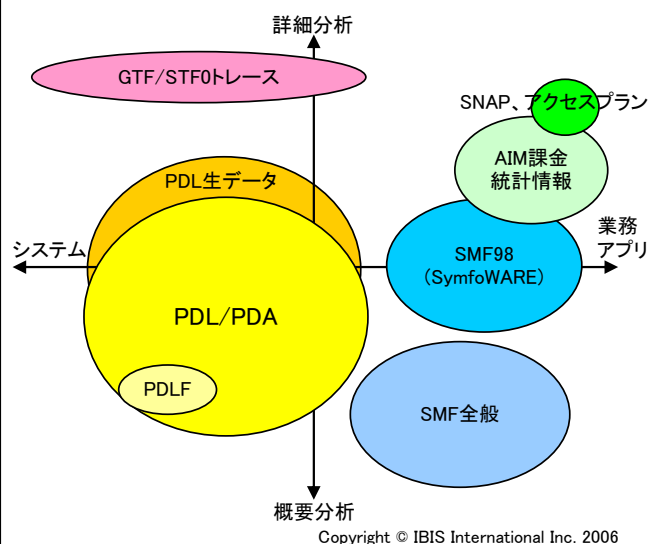 詳細分析
GTF/STF0トレース
SNAP、アクセスプラン
AIM課金
統計情報
PDL生データ
システム
業務
アプリ
SMF98
（SymfoWARE）
PDL/PDA
PDLF
SMF全般
概要分析
Copyright © IBIS International Inc. 2006